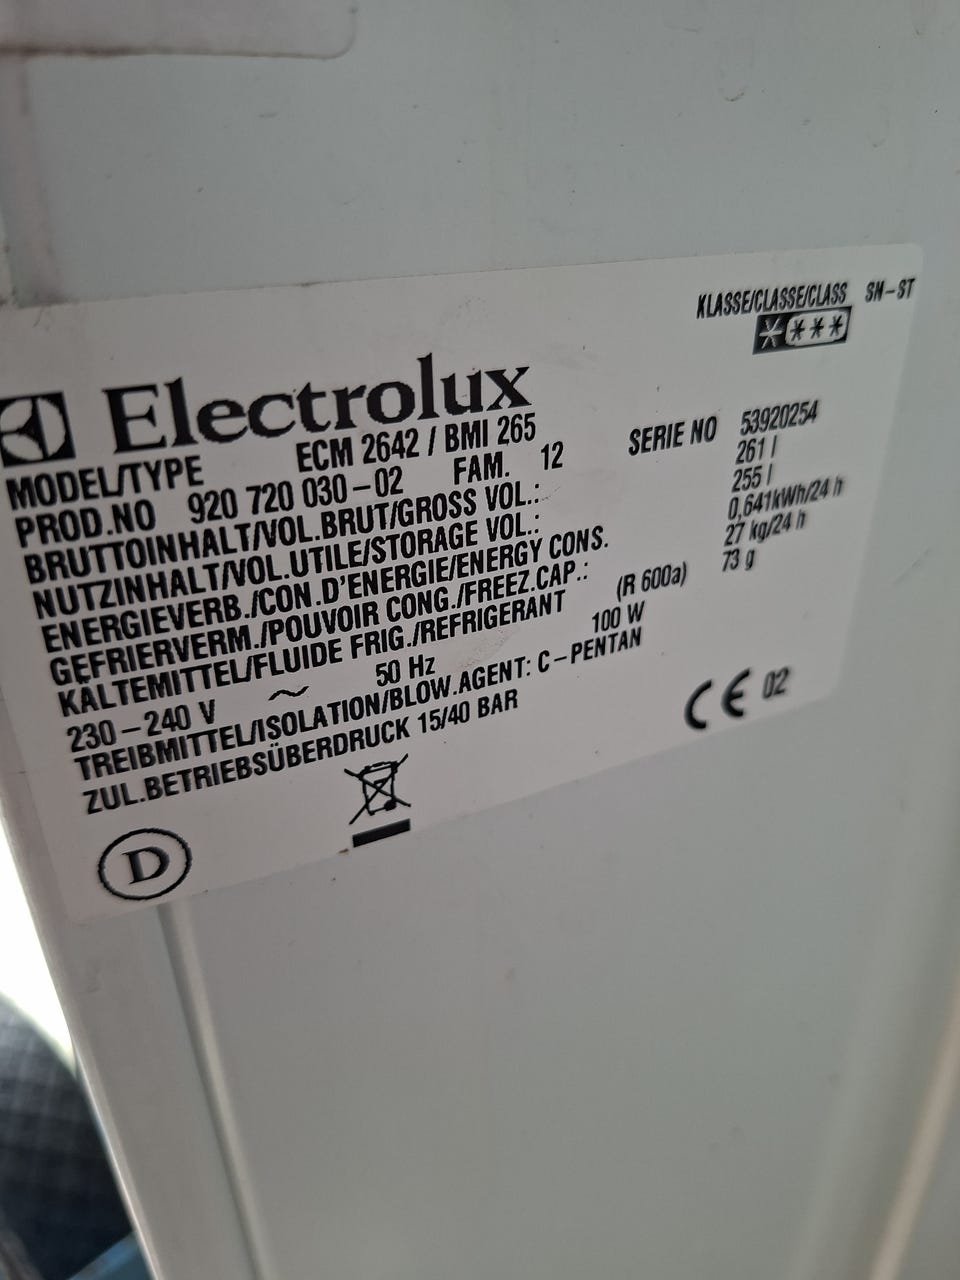 KLASSE/CLASSE/CLASS SN-ST
Electrolux
MODEL/TYPE ECM 2642 / BMI 265
PROD.NO 920 720 030-02 FAM. 12 SERIE NO 53920254
BRUTTOINHALT/VOL.BRUT/GROSS VOL.: 261 l
NUTZINHALT/VOL.UTILE/STORAGE VOL.: 255 l
ENERGIEVERB./CON.D'ENERGIE/ENERGY CONS. 0,641kWh/24 h
GEFRIERVERM./POUVOIR CONG./FREEZ.CAP.: 27 kg/24 h
KÄLTEMITTEL/FLUIDE FRIG./REFRIGERANT (R 600a) 73 g
230-240 V ~ 50 Hz 100 W
TREIBMITTEL/ISOLATION/BLOW.AGENT: C-PENTAN
ZUL.BETRIEBSÜBERDRUCK 15/40 BAR
CE 02
D